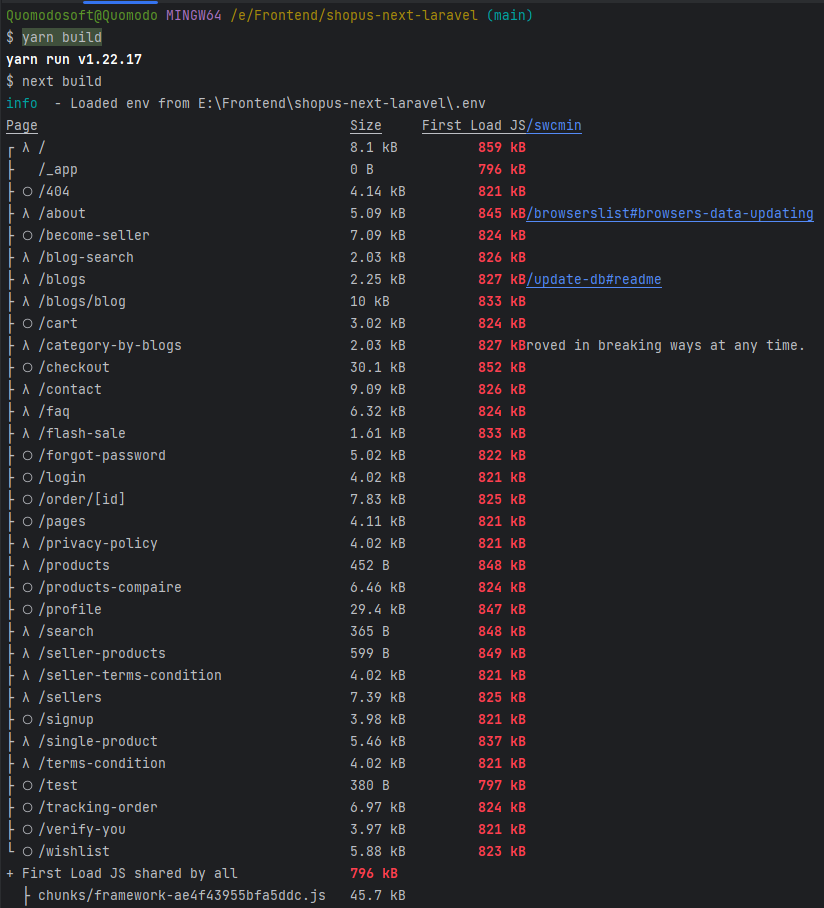 Quomodosoft@Quomodo MINGW64 /e/Frontend/shopus-next-laravel (main)
$ yarn build
yarn run v1.22.17
$ next build
info  - Loaded env from E:\Frontend\shopus-next-laravel\.env
Page                                       Size     First Load JS/swcmin
┌ λ /                                      8.1 kB          859 kB
├   /_app                                  0 B             796 kB
├ ○ /404                                   4.14 kB         821 kB
├ λ /about                                 5.09 kB         845 kB/browserslist#browsers-data-updating
├ ○ /become-seller                         7.09 kB         824 kB
├ λ /blog-search                           2.03 kB         826 kB
├ λ /blogs                                 2.25 kB         827 kB/update-db#readme
├ λ /blogs/blog                            10 kB           833 kB
├ ○ /cart                                  3.02 kB         824 kB
├ λ /category-by-blogs                     2.03 kB         827 kBroved in breaking ways at any time.
├ ○ /checkout                              30.1 kB         852 kB
├ λ /contact                               9.09 kB         826 kB
├ λ /faq                                   6.32 kB         824 kB
├ λ /flash-sale                            1.61 kB         833 kB
├ ○ /forgot-password                       5.02 kB         822 kB
├ ○ /login                                 4.02 kB         821 kB
├ ○ /order/[id]                            7.83 kB         825 kB
├ ○ /pages                                 4.11 kB         821 kB
├ λ /privacy-policy                        4.02 kB         821 kB
├ λ /products                              452 B           848 kB
├ ○ /products-compaire                     6.46 kB         824 kB
├ ○ /profile                               29.4 kB         847 kB
├ λ /search                                365 B           848 kB
├ λ /seller-products                       599 B           849 kB
├ λ /seller-terms-condition                4.02 kB         821 kB
├ λ /sellers                               7.39 kB         825 kB
├ ○ /signup                                3.98 kB         821 kB
├ λ /single-product                        5.46 kB         837 kB
├ λ /terms-condition                       4.02 kB         821 kB
├ ○ /test                                  380 B           797 kB
├ ○ /tracking-order                        6.97 kB         824 kB
├ ○ /verify-you                            3.97 kB         821 kB
└ ○ /wishlist                              5.88 kB         823 kB
+ First Load JS shared by all              796 kB
  ├ chunks/framework-ae4f43955bfa5ddc.js   45.7 kB